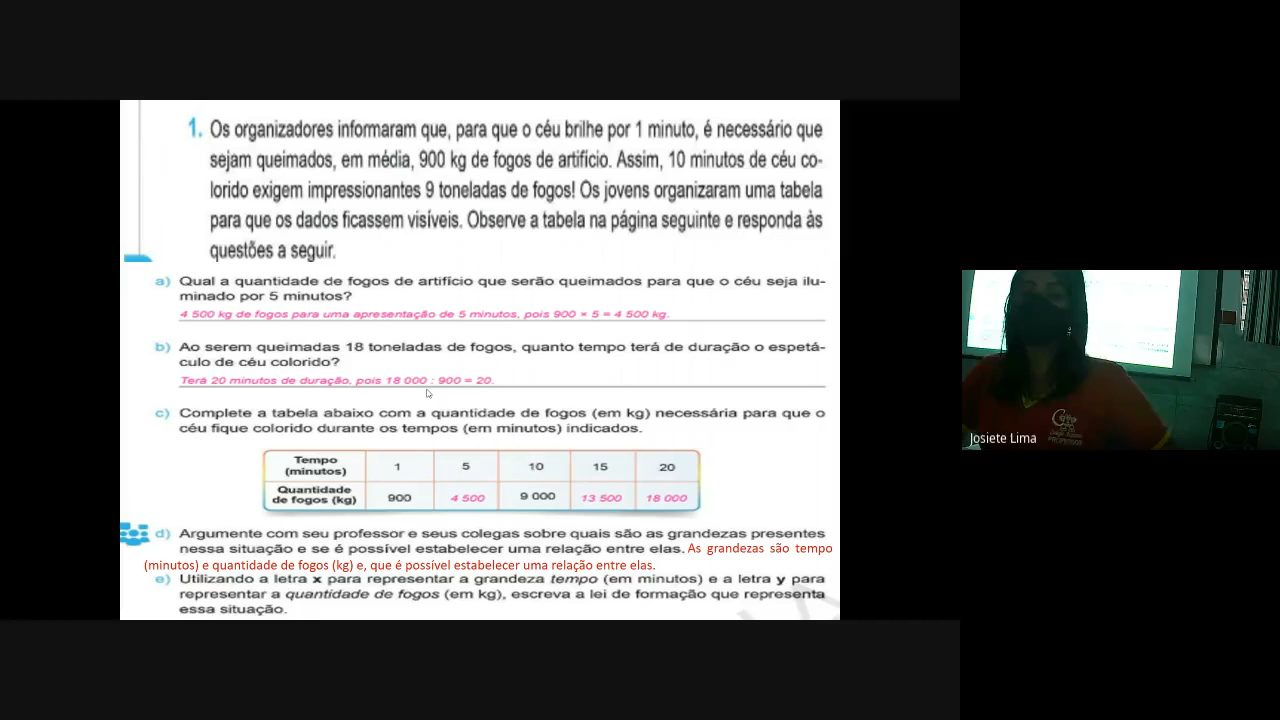 1. Os organizadores informaram que, para que o céu brilhe por 1 minuto, é necessário que
sejam queimados, em média, 900 kg de fogos de artifício. Assim, 10 minutos de céu co-
lorido exigem impressionantes 9 toneladas de fogos! Os jovens organizaram uma tabela
para que os dados ficassem visíveis. Observe a tabela na página seguinte e responda às
questões a seguir.
a) Qual a quantidade de fogos de artifício que serão queimados para que o céu seja ilu-
minado por 5 minutos?
4 500 kg de fogos para uma apresentação de 5 minutos, pois 900 × 5 = 4 500 kg.
b) Ao serem queimadas 18 toneladas de fogos, quanto tempo terá de duração o espetá-
culo de céu colorido?
Terá 20 minutos de duração, pois 18 000 : 900 = 20.
c) Complete a tabela abaixo com a quantidade de fogos (em kg) necessária para que o
céu fique colorido durante os tempos (em minutos) indicados.
Tempo
(minutos) 1 5 10 15 20
Quantidade
de fogos (kg) 900 4 500 9 000 13 500 18 000
d) Argumente com seu professor e seus colegas sobre quais são as grandezas presentes
nessa situação e se é possível estabelecer uma relação entre elas. As grandezas são tempo
(minutos) e quantidade de fogos (kg) e, que é possível estabelecer uma relação entre elas.
e) Utilizando a letra x para representar a grandeza tempo (em minutos) e a letra y para
representar a quantidade de fogos (em kg), escreva a lei de formação que representa
essa situação.
Josiete Lima